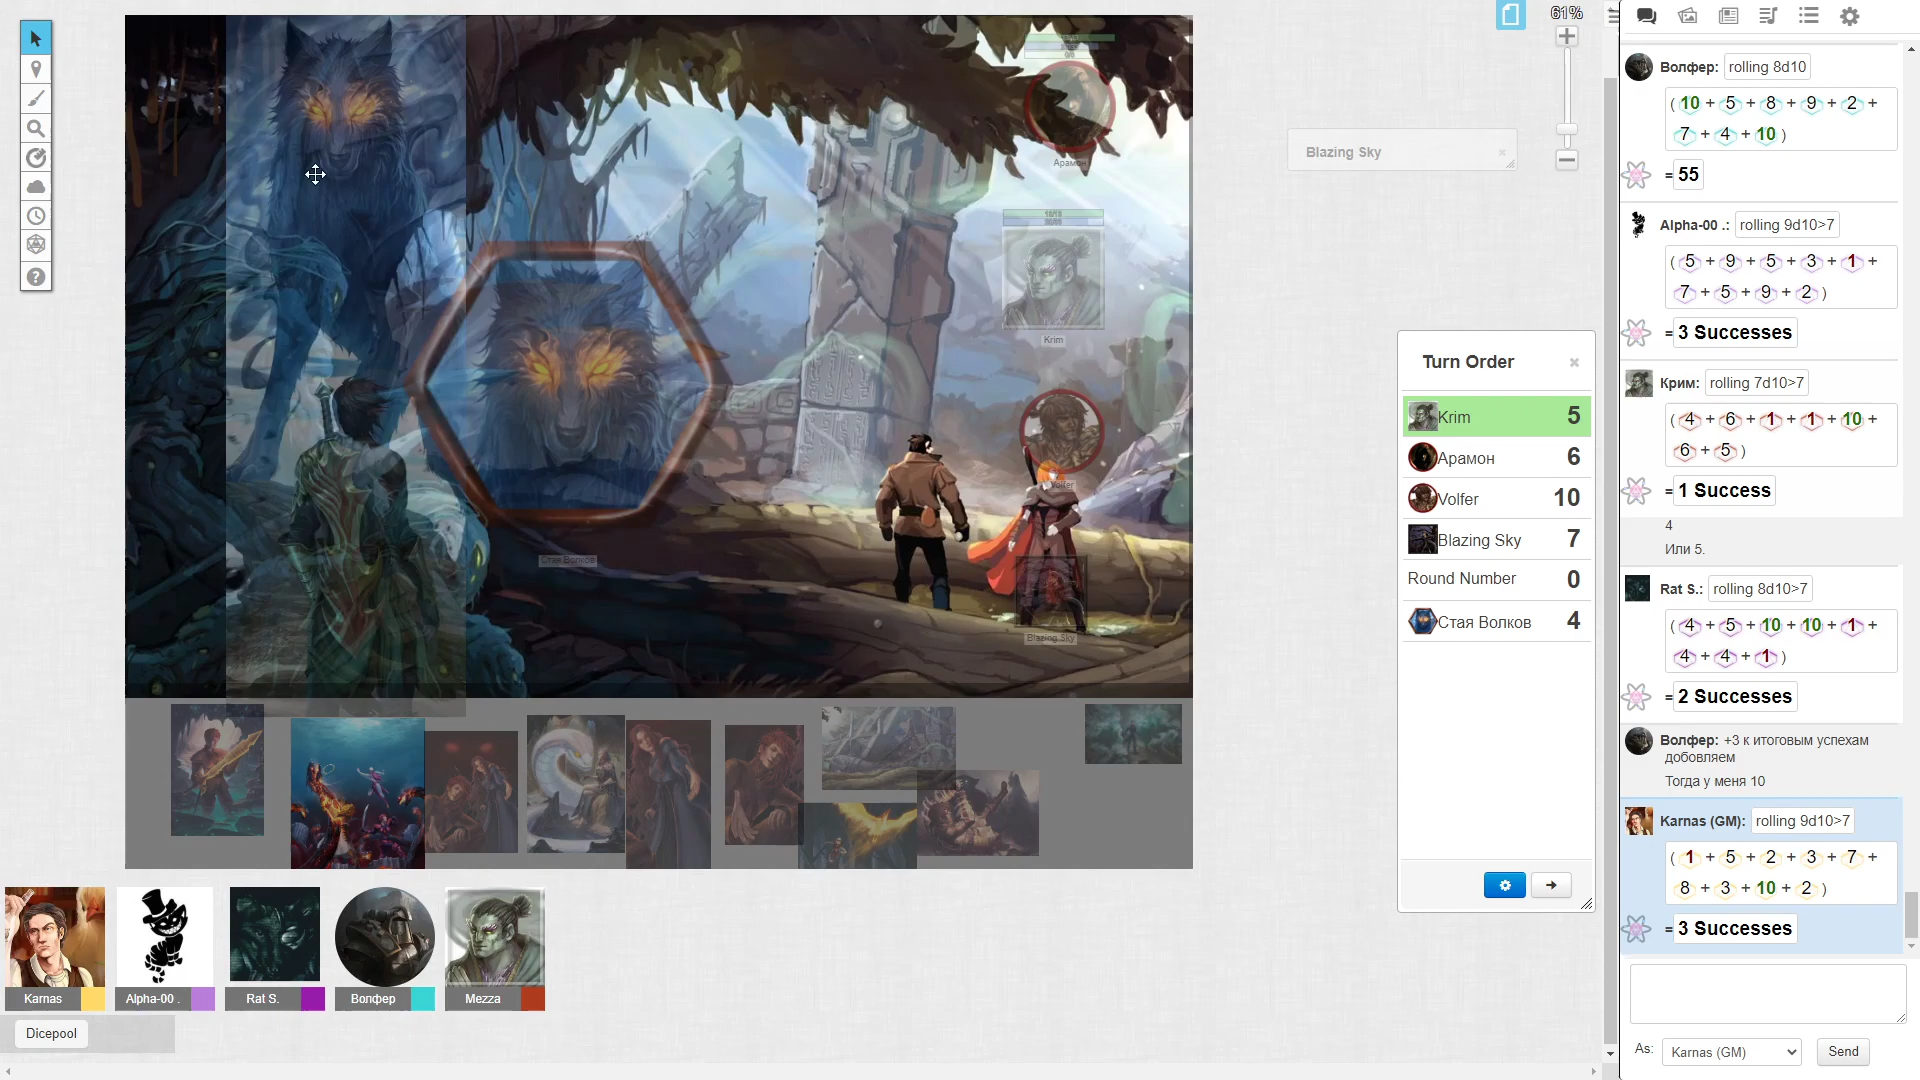 61%
Арамон
Krim
Volfer
Стая Волков
Blazing Sky
Blazing Sky
Turn Order
Krim 5
Арамон 6
Volfer 10
Blazing Sky 7
Round Number 0
Стая Волков 4
Karnas
Alpha-00 .
Rat S.
Волфер
Mezza
Dicepool
Волфер: rolling 8d10
( 10 + 5 + 8 + 9 + 2 +
7 + 4 + 10 )
= 55
Alpha-00 .: rolling 9d10>7
( 5 + 9 + 5 + 3 + 1 +
7 + 5 + 9 + 2 )
= 3 Successes
Крим: rolling 7d10>7
( 4 + 6 + 1 + 1 + 10 +
6 + 5 )
= 1 Success
4
Или 5.
Rat S.: rolling 8d10>7
( 4 + 5 + 10 + 10 + 1 +
4 + 4 + 1 )
= 2 Successes
Волфер: +3 к итоговым успехам
добовляем
Тогда у меня 10
Karnas (GM): rolling 9d10>7
( 1 + 5 + 2 + 3 + 7 +
8 + 3 + 10 + 2 )
= 3 Successes
As: Karnas (GM) Send